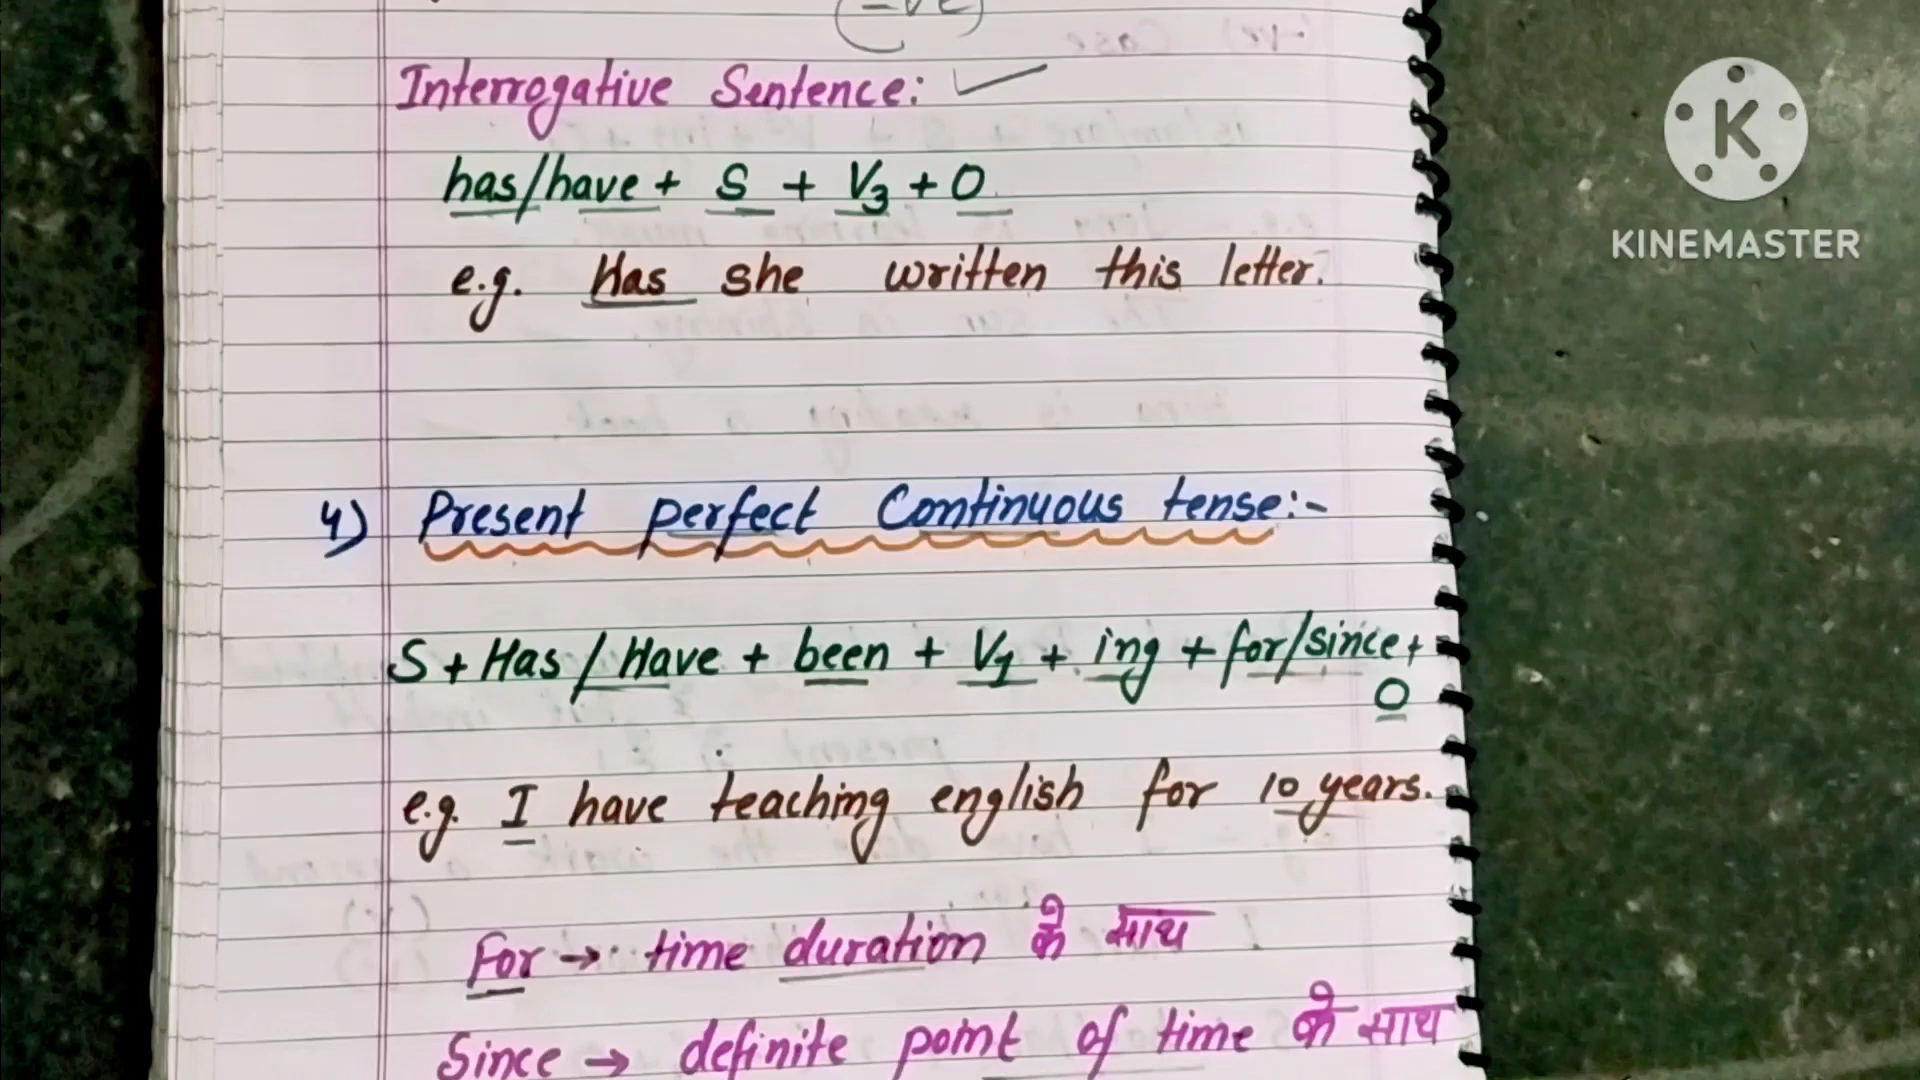 -ve
Interrogative Sentence:
has/have + S + V3 + O
e.g. Has she written this letter.
4) Present perfect Continuous tense:-
S + Has / Have + been + V1 + ing + for/since +
O
e.g. I have teaching english for 10 years.
For → time duration के साथ
Since → definite point of time के साथ
K
KINEMASTER